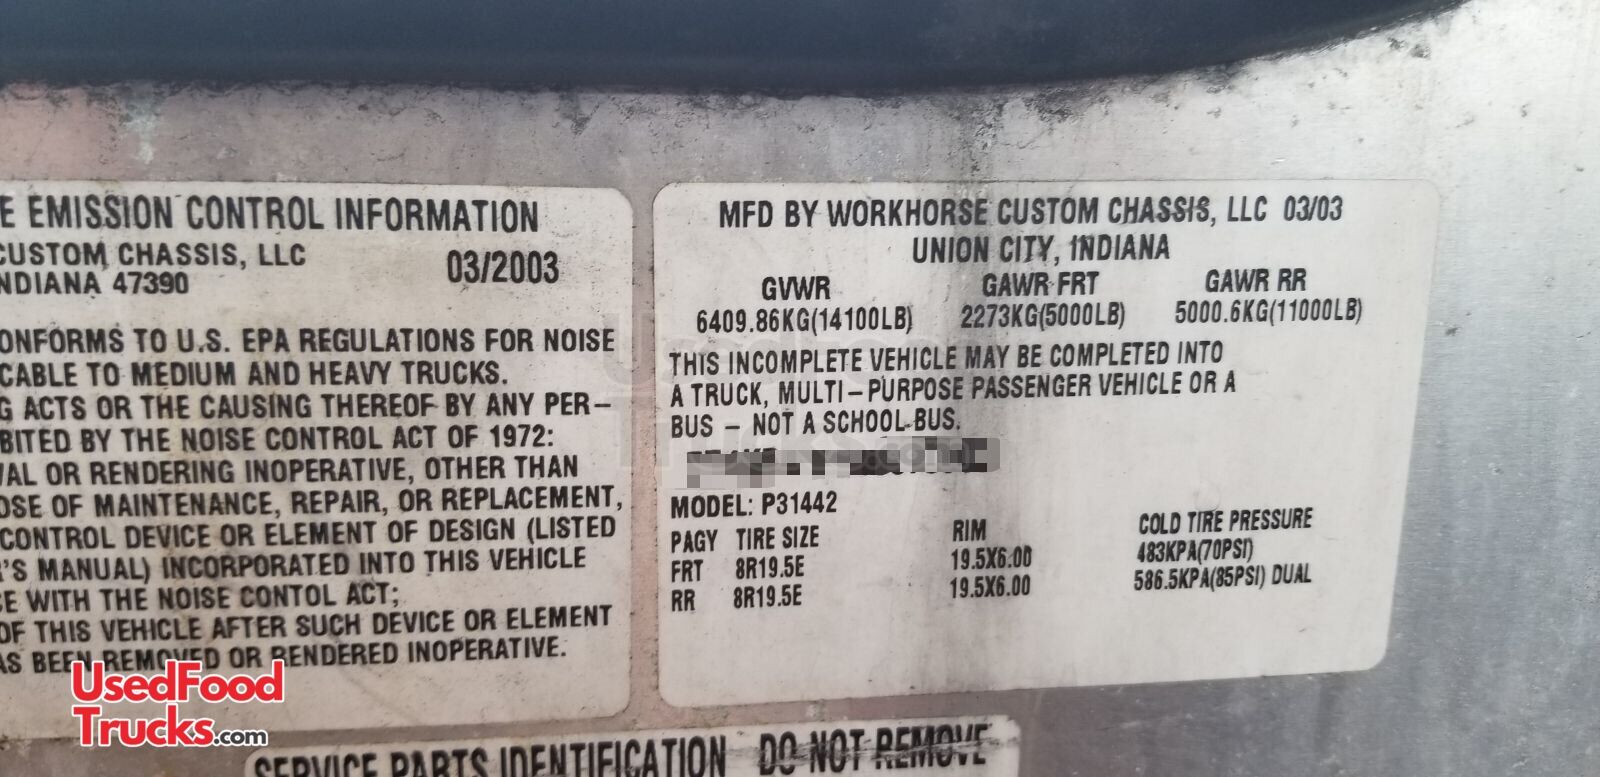 E EMISSION CONTROL INFORMATION
CUSTOM CHASSIS, LLC
03/2003
NDIANA 47390
ONFORMS TO U.S. EPA REGULATIONS FOR NOISE
CABLE TO MEDIUM AND HEAVY TRUCKS.
G ACTS OR THE CAUSING THEREOF BY ANY PER–
BITED BY THE NOISE CONTROL ACT OF 1972:
VAL OR RENDERING INOPERATIVE, OTHER THAN
OSE OF MAINTENANCE, REPAIR, OR REPLACEMENT,
CONTROL DEVICE OR ELEMENT OF DESIGN (LISTED
R'S MANUAL) INCORPORATED INTO THIS VEHICLE
CE WITH THE NOISE CONTOL ACT;
OF THIS VEHICLE AFTER SUCH DEVICE OR ELEMENT
AS BEEN REMOVED OR RENDERED INOPERATIVE.
MFD BY WORKHORSE CUSTOM CHASSIS, LLC 03/03
UNION CITY, INDIANA
GVWR GAWR FRT GAWR RR
6409.86KG(14100LB) 2273KG(5000LB) 5000.6KG(11000LB)
THIS INCOMPLETE VEHICLE MAY BE COMPLETED INTO
A TRUCK, MULTI–PURPOSE PASSENGER VEHICLE OR A
BUS – NOT A SCHOOL BUS.
MODEL: P31442
PAGY TIRE SIZE RIM COLD TIRE PRESSURE
FRT 8R19.5E 19.5X6.00 483KPA(70PSI)
RR 8R19.5E 19.5X6.00 586.5KPA(85PSI) DUAL
SERVICE PARTS IDENTIFICATION DO NOT REMOVE
UsedFood
Trucks.com